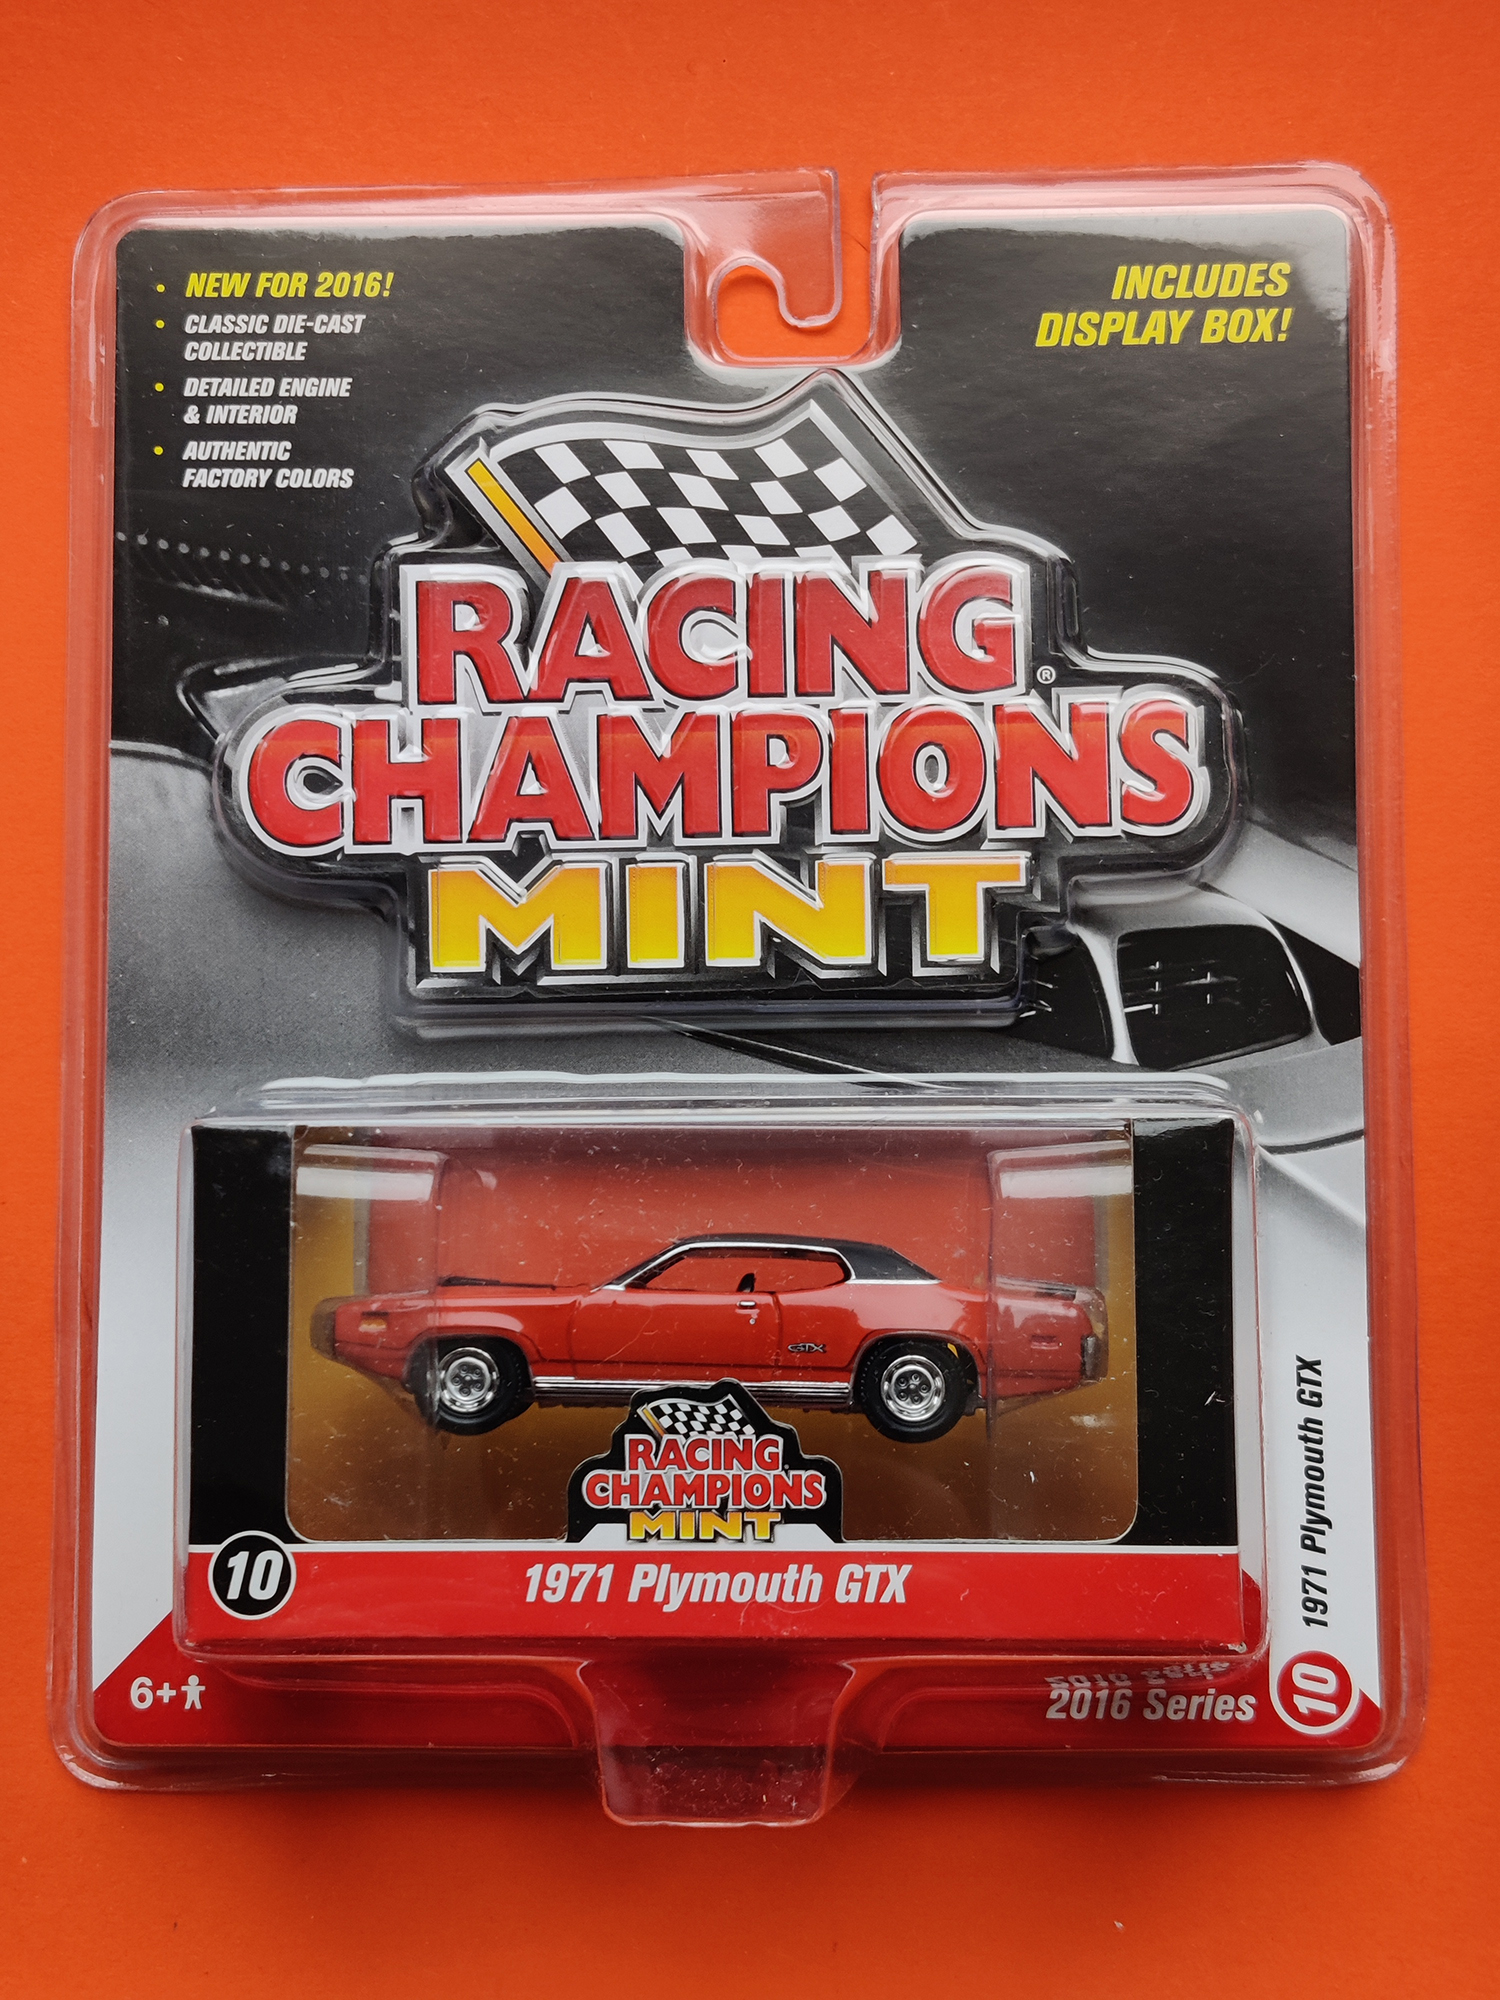 • NEW FOR 2016!
• CLASSIC DIE-CAST
COLLECTIBLE
• DETAILED ENGINE
& INTERIOR
• AUTHENTIC
FACTORY COLORS
INCLUDES
DISPLAY BOX!
RACING
CHAMPIONS®
MINT
GTX
RACING
CHAMPIONS
MINT
10
1971 Plymouth GTX
6+
2016 Series
10 1971 Plymouth GTX